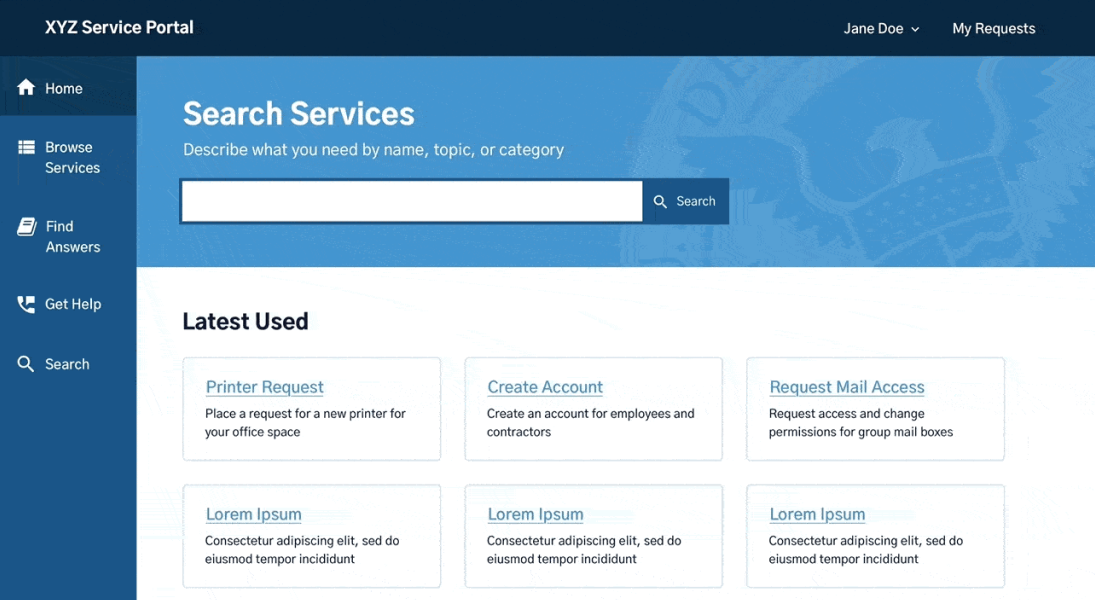 XYZ Service Portal
Jane Doe
My Requests
Home
Browse
Services
Find
Answers
Get Help
Search
Search Services
Describe what you need by name, topic, or category
Search
Latest Used
Printer Request
Place a request for a new printer for
your office space
Create Account
Create an account for employees and
contractors
Request Mail Access
Request access and change
permissions for group mail boxes
Lorem Ipsum
Consectetur adipiscing elit, sed do
eiusmod tempor incididunt
Lorem Ipsum
Consectetur adipiscing elit, sed do
eiusmod tempor incididunt
Lorem Ipsum
Consectetur adipiscing elit, sed do
eiusmod tempor incididunt